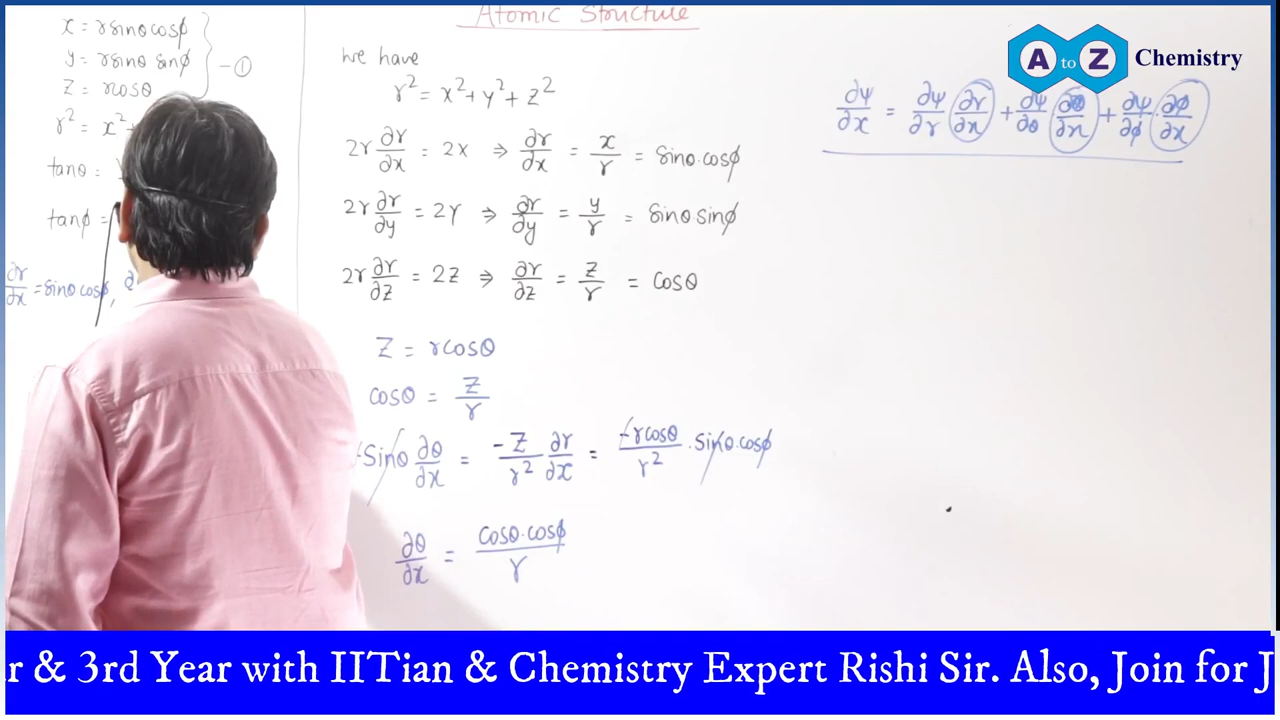 Atomic Structure
x = r sinθ cosϕ
y = r sinθ sinϕ
z = r cosθ
} - ①
r² = x²
tanθ =
tanϕ =
∂r/∂x = sinθ cosϕ,
we have
r² = x² + y² + z²
2r ∂r/∂x = 2x ⇒ ∂r/∂x = x/r = sinθ.cosϕ
2r ∂r/∂y = 2y ⇒ ∂r/∂y = y/r = sinθ sinϕ
2r ∂r/∂z = 2z ⇒ ∂r/∂z = z/r = cosθ
z = r cosθ
cosθ = z/r
-sinθ ∂θ/∂x = -z/r² ∂r/∂x = -r cosθ/r² . sinθ.cosϕ
∂θ/∂x = cosθ.cosϕ/r
A to Z Chemistry
∂ψ/∂x = ∂ψ/∂r ∂r/∂x + ∂ψ/∂θ ∂θ/∂x + ∂ψ/∂ϕ . ∂ϕ/∂x
r & 3rd Year with IITian & Chemistry Expert Rishi Sir. Also, Join for J